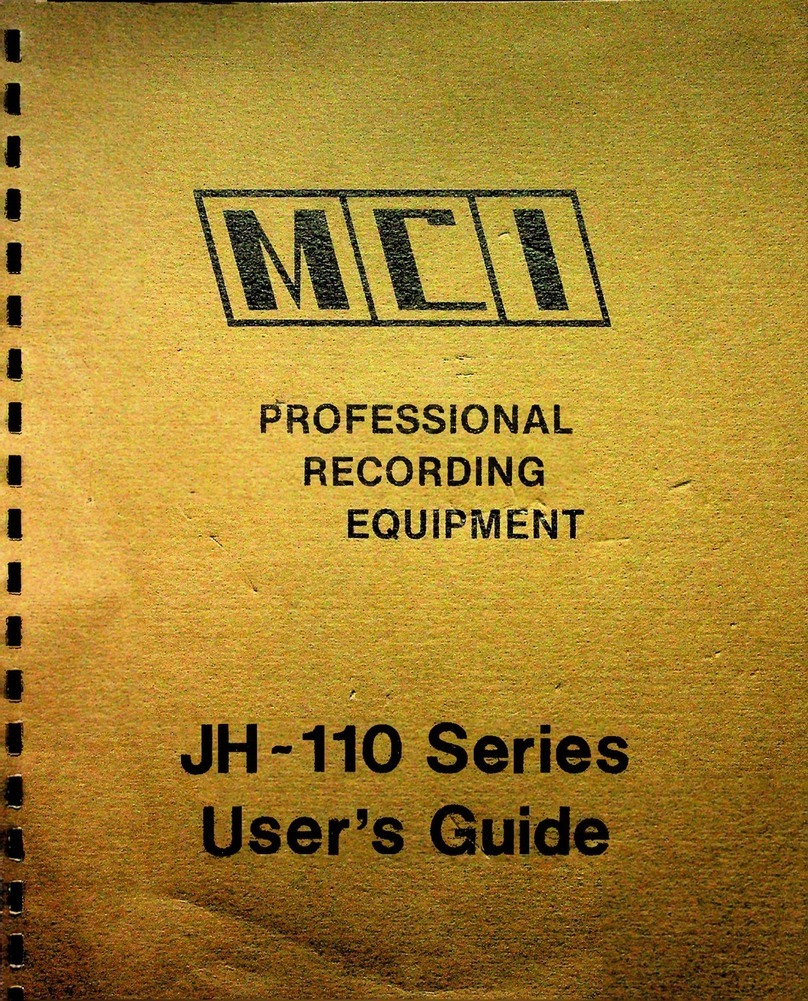 MCI
PROFESSIONAL
RECORDING
EQUIPMENT
JH-110 Series
User's Guide